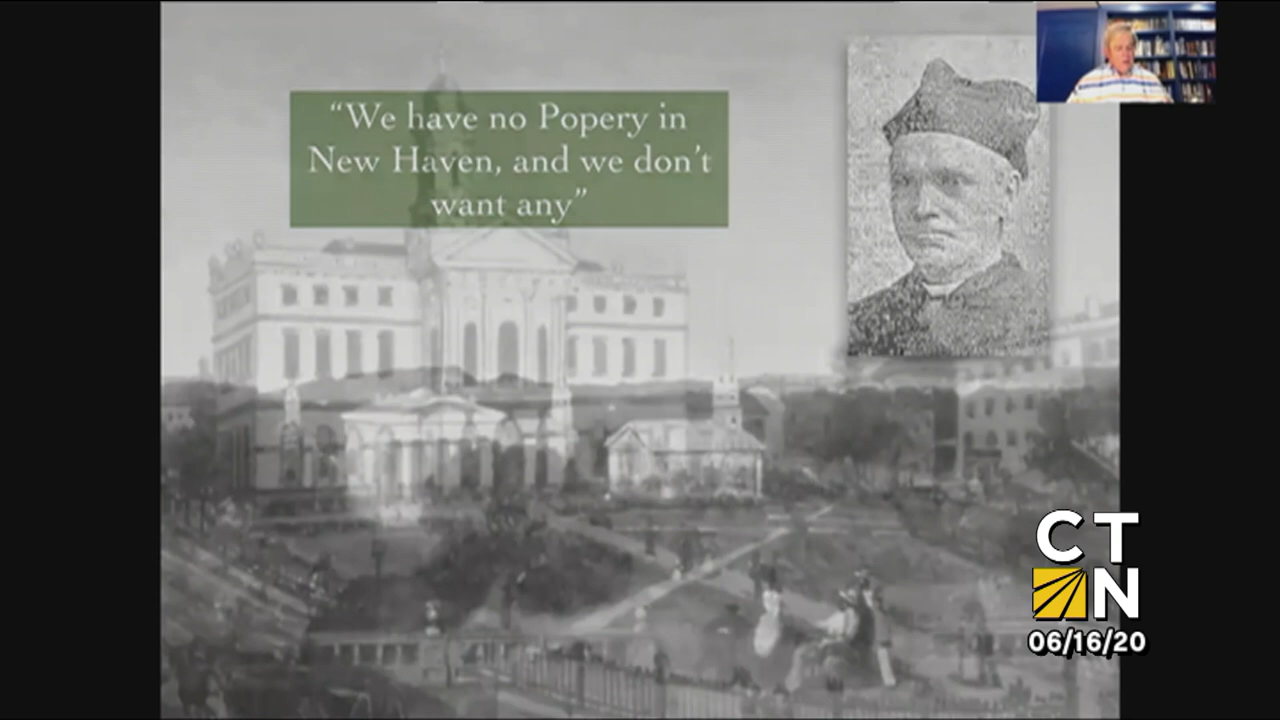 “We have no Popery in
New Haven, and we don’t
want any”
CT
N
06/16/20